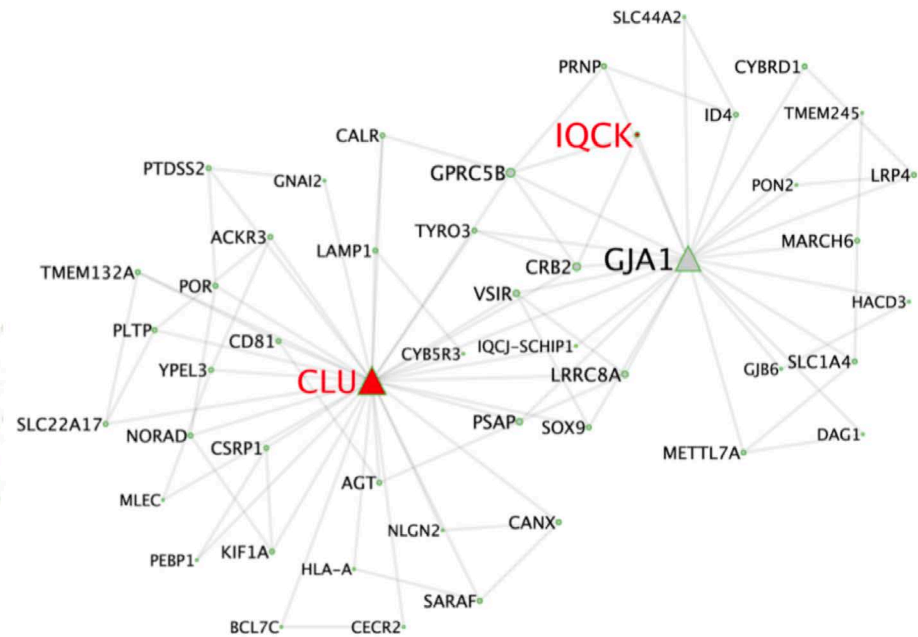 SLC44A2
PRNP
CYBRD1
ID4
TMEM245
IQCK
CALR
GPRC5B
PTDSS2
GNAI2
PON2
LRP4
ACKR3
LAMP1
TYRO3
MARCH6
TMEM132A
CRB2
GJA1
POR
VSIR
HACD3
PLTP
CD81
CYB5R3
IQCJ-SCHIP1
YPEL3
CLU
LRRC8A
GJB6
SLC1A4
SLC22A17
NORAD
PSAP
SOX9
DAG1
CSRP1
METTL7A
AGT
MLEC
NLGN2
CANX
PEBP1
KIF1A
HLA-A
SARAF
BCL7C
CECR2